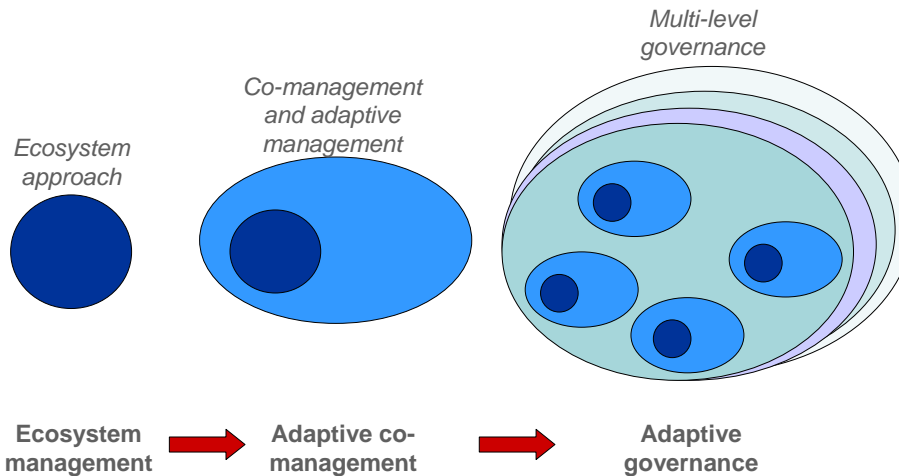 Multi-level
governance
Co-management
and adaptive
management
Ecosystem
approach
Ecosystem
management
Adaptive co-
management
Adaptive
governance